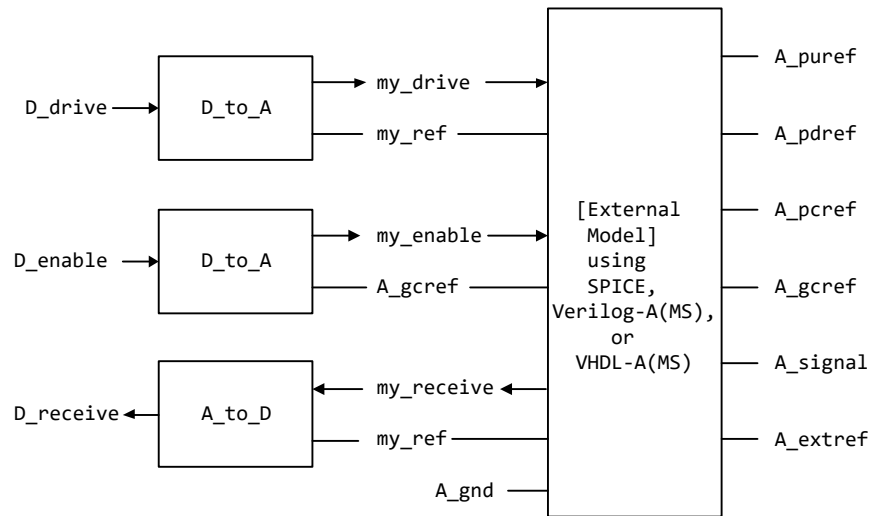 A_puref
my_drive
D_drive
D_to_A
my_ref
A_pdref
[External
Model]
using
SPICE,
Verilog-A(MS),
or
VHDL-A(MS)
A_pcref
my_enable
D_enable
D_to_A
A_gcref
A_gcref
A_signal
my_receive
D_receive
A_to_D
my_ref
A_extref
A_gnd